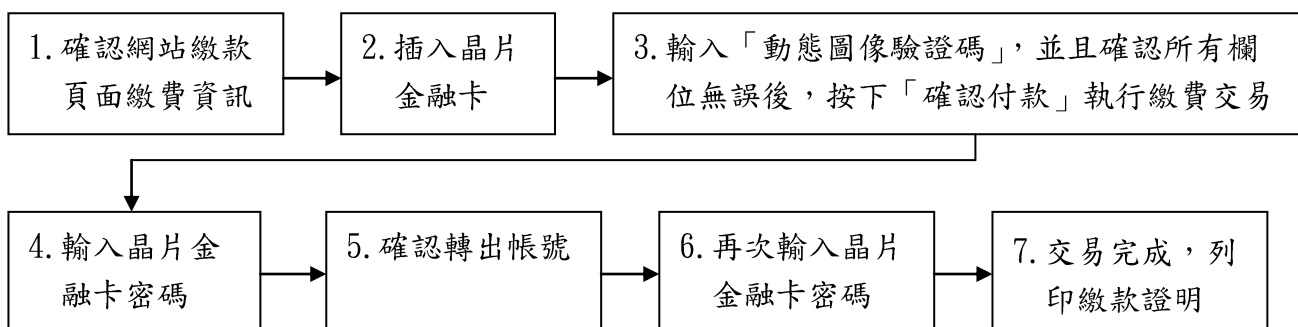 1.確認網站繳款
頁面繳費資訊
2.插入晶片
金融卡
3.輸入「動態圖像驗證碼」，並且確認所有欄
位無誤後，按下「確認付款」執行繳費交易
4.輸入晶片金
融卡密碼
5.確認轉出帳號
6.再次輸入晶片
金融卡密碼
7.交易完成，列
印繳款證明